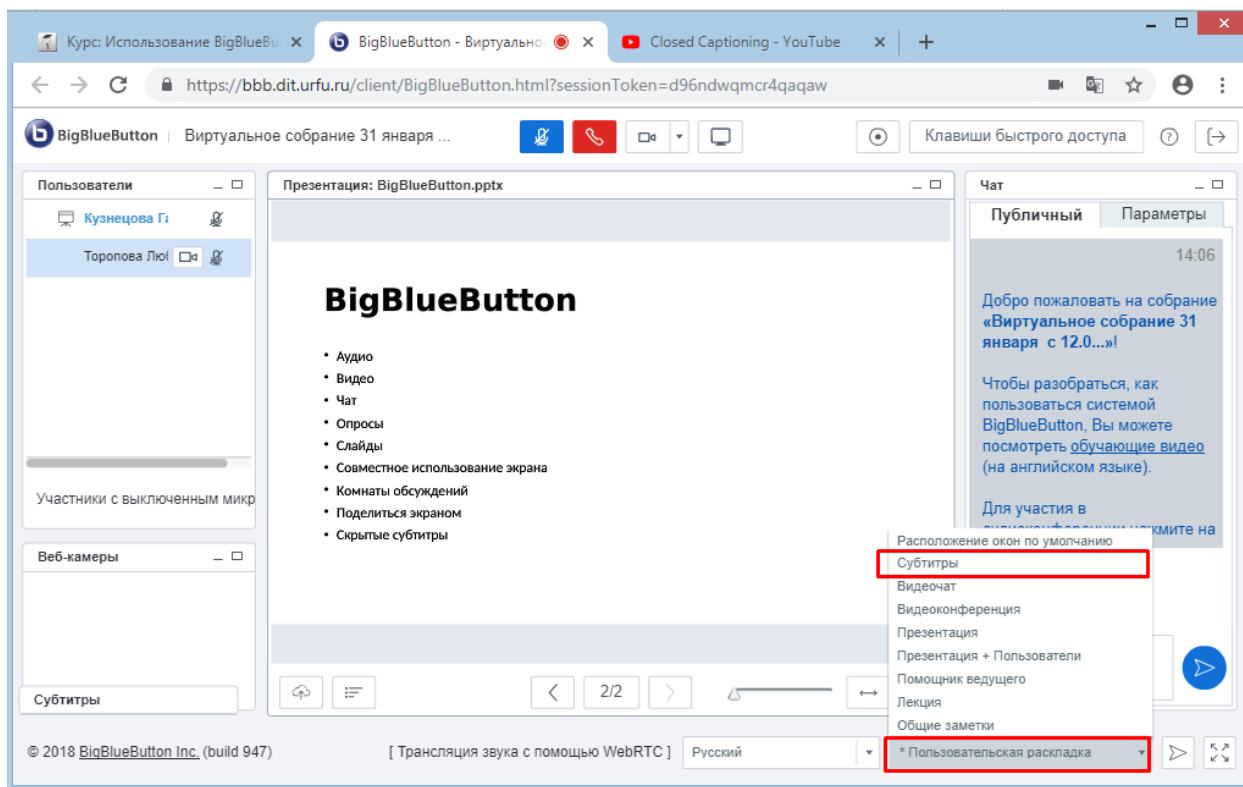 Курс: Использование BigBlueBu
BigBlueButton - Виртуально
Closed Captioning - YouTube
https://bbb.dit.urfu.ru/client/BigBlueButton.html?sessionToken=d96ndwqmcr4qaqaw
BigBlueButton
Виртуальное собрание 31 января ...
Клавиши быстрого доступа
Пользователи
Кузнецова Га
Торопова Люб
Участники с выключенным микр
Веб-камеры
Субтитры
Презентация: BigBlueButton.pptx
BigBlueButton
• Аудио
• Видео
• Чат
• Опросы
• Слайды
• Совместное использование экрана
• Комнаты обсуждений
• Поделиться экраном
• Скрытые субтитры
2/2
Чат
Публичный
Параметры
14:06
Добро пожаловать на собрание
«Виртуальное собрание 31
января с 12.0...»!
Чтобы разобраться, как
пользоваться системой
BigBlueButton, Вы можете
посмотреть обучающие видео
(на английском языке).
Для участия в
аудиоконференции нажмите на
Расположение окон по умолчанию
Субтитры
Видеочат
Видеоконференция
Презентация
Презентация + Пользователи
Помощник ведущего
Лекция
Общие заметки
© 2018 BigBlueButton Inc. (build 947)
[ Трансляция звука с помощью WebRTC ]
Русский
* Пользовательская раскладка